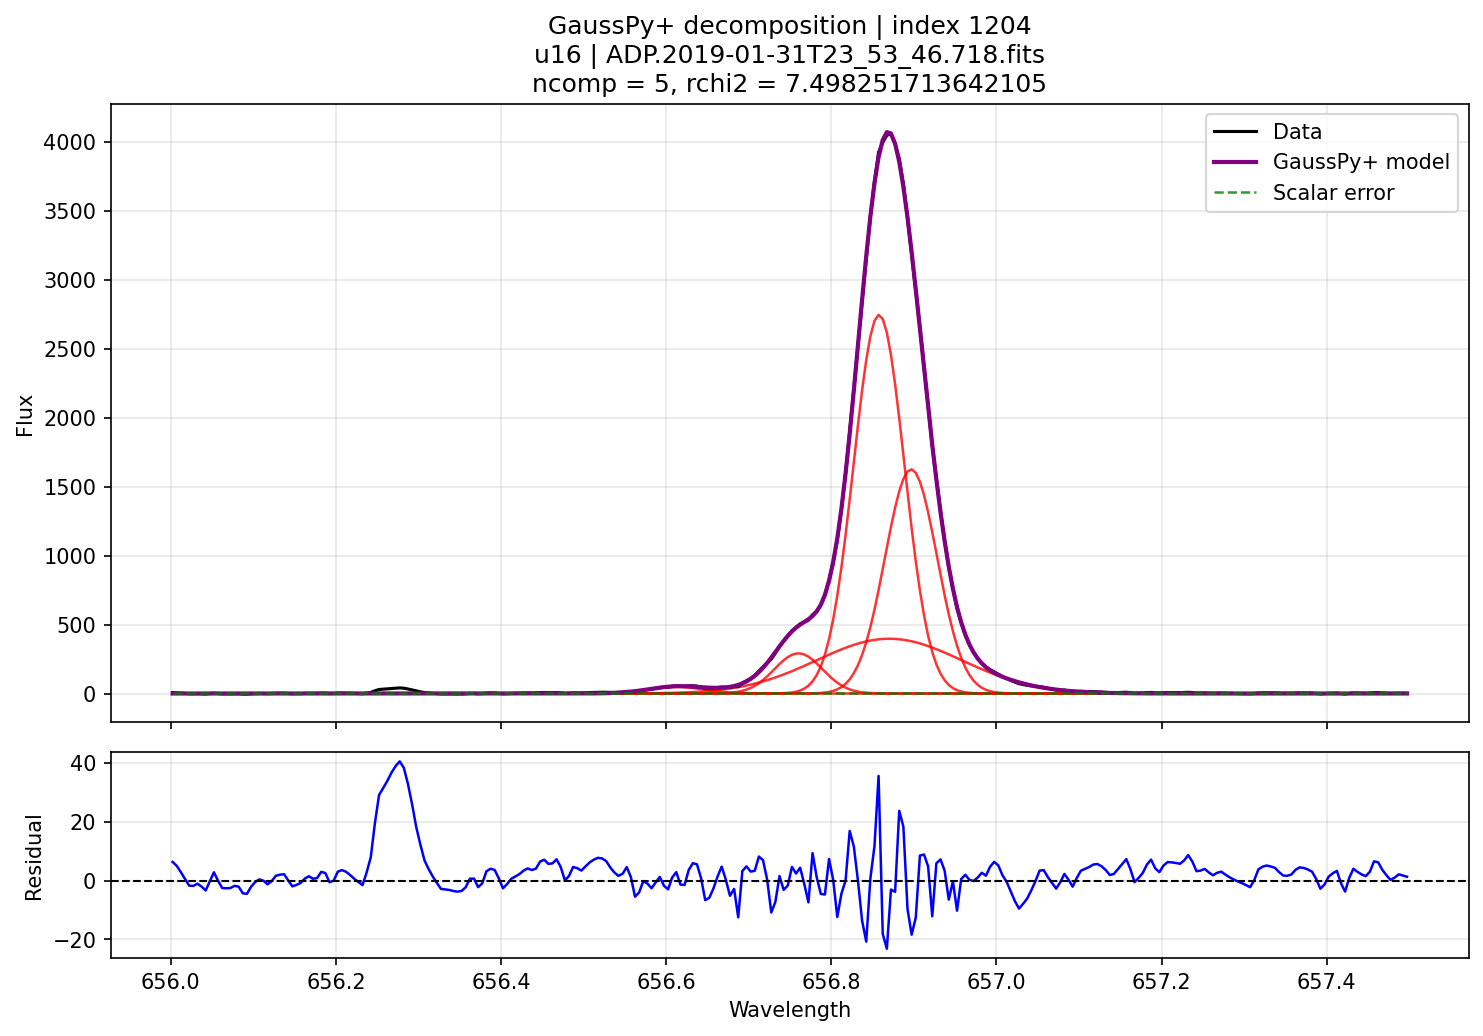 GaussPy+ decomposition | index 1204
u16 | ADP.2019-01-31T23_53_46.718.fits
ncomp = 5, rchi2 = 7.498251713642105
Data
GaussPy+ model
Scalar error
Flux
4000
3500
3000
2500
2000
1500
1000
500
0
Residual
40
20
0
−20
656.0
656.2
656.4
656.6
656.8
657.0
657.2
657.4
Wavelength